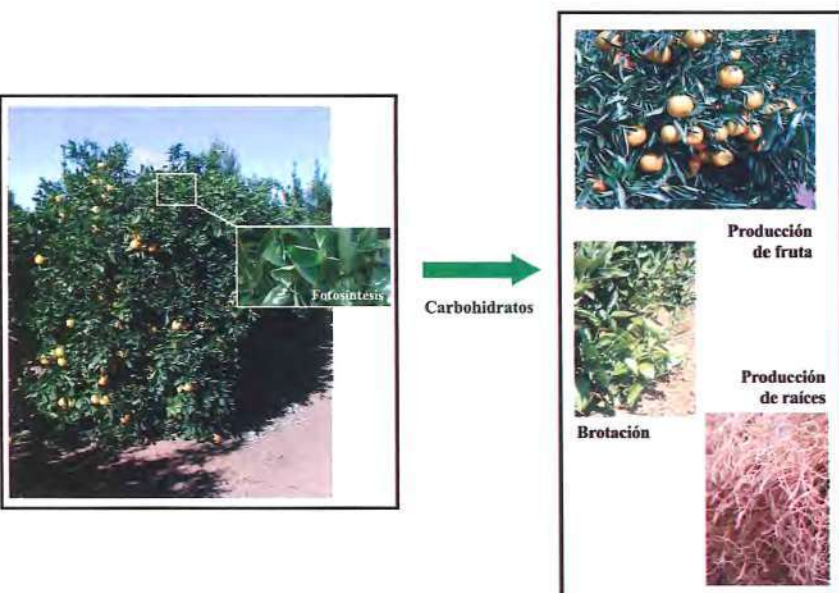 Fotosíntesis
Carbohidratos
Producción
de fruta
Brotación
Producción
de raíces